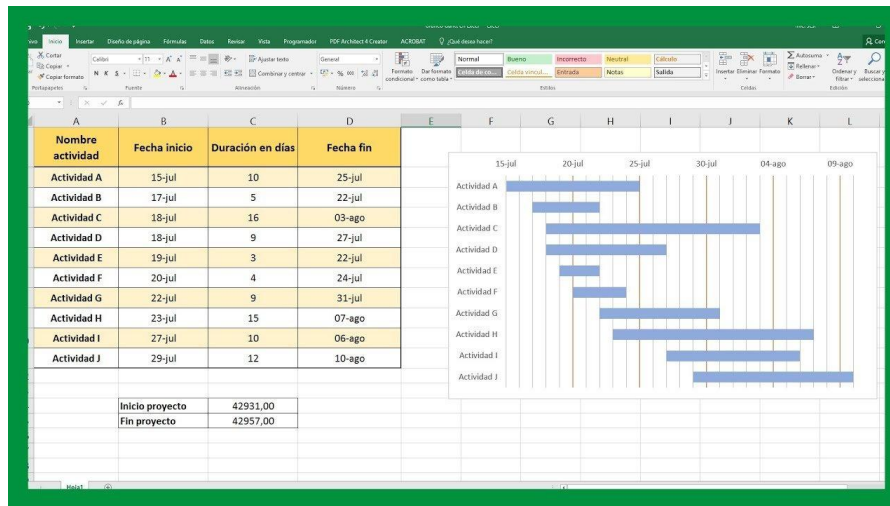 Inicio Insertar Diseño de página Fórmulas Datos Revisar Vista Programador PDF Architect 4 Creator ACROBAT ¿Qué desea hacer?
Cortar
Copiar
Copiar formato
Portapapeles
Calibri 11
N K S
Fuente
Ajustar texto
Combinar y centrar
Alineación
General
% 000
Número
Formato condicional
Dar formato como tabla
Normal Bueno Incorrecto Neutral Cálculo
Celda de co... Celda vincul... Entrada Notas Salida
Estilos
Insertar Eliminar Formato
Celdas
Autosuma
Rellenar
Borrar
Ordenar y filtrar
Edición
A B C D E F G H I J K L
Nombre actividad Fecha inicio Duración en días Fecha fin
Actividad A 15-jul 10 25-jul
Actividad B 17-jul 5 22-jul
Actividad C 18-jul 16 03-ago
Actividad D 18-jul 9 27-jul
Actividad E 19-jul 3 22-jul
Actividad F 20-jul 4 24-jul
Actividad G 22-jul 9 31-jul
Actividad H 23-jul 15 07-ago
Actividad I 27-jul 10 06-ago
Actividad J 29-jul 12 10-ago
Inicio proyecto 42931,00
Fin proyecto 42957,00
15-jul 20-jul 25-jul 30-jul 04-ago 09-ago
Actividad A
Actividad B
Actividad C
Actividad D
Actividad E
Actividad F
Actividad G
Actividad H
Actividad I
Actividad J
Hoja1